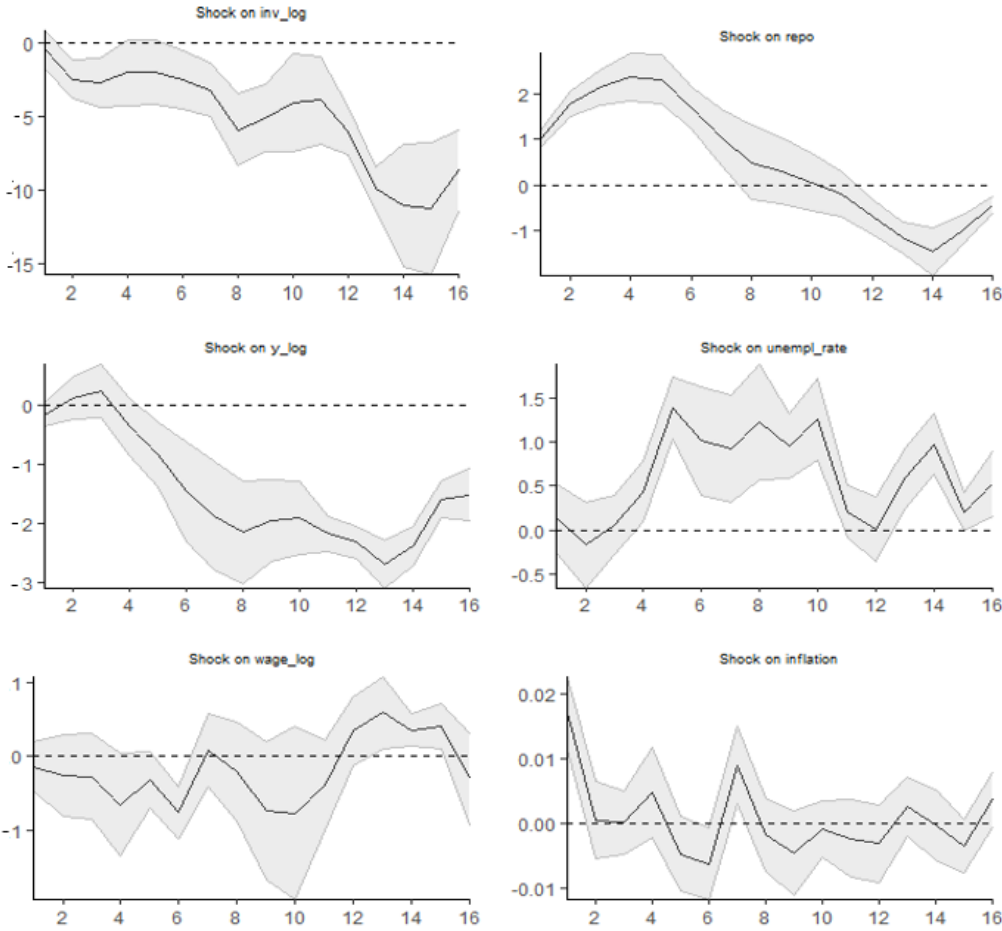 Shock on inv_log
0
-5
-10
-15
2 4 6 8 10 12 14 16
Shock on repo
2
1
0
-1
2 4 6 8 10 12 14 16
Shock on y_log
0
-1
-2
-3
2 4 6 8 10 12 14 16
Shock on unempl_rate
1.5
1.0
0.5
0.0
-0.5
2 4 6 8 10 12 14 16
Shock on wage_log
1
0
-1
2 4 6 8 10 12 14 16
Shock on inflation
0.02
0.01
0.00
-0.01
2 4 6 8 10 12 14 16